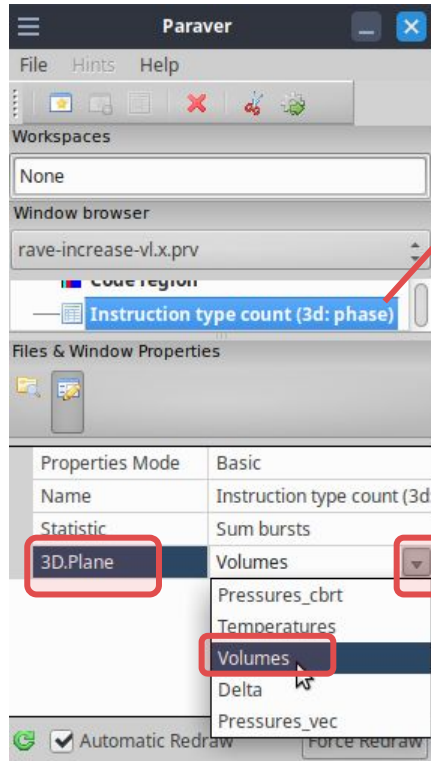 Paraver
File Hints Help
Workspaces
None
Window browser
rave-increase-vl.x.prv
Code region
Instruction type count (3d: phase)
Files & Window Properties
Properties Mode Basic
Name Instruction type count (3d
Statistic Sum bursts
3D.Plane Volumes
Pressures_cbrt
Temperatures
Volumes
Delta
Pressures_vec
Automatic Redraw Force Redraw